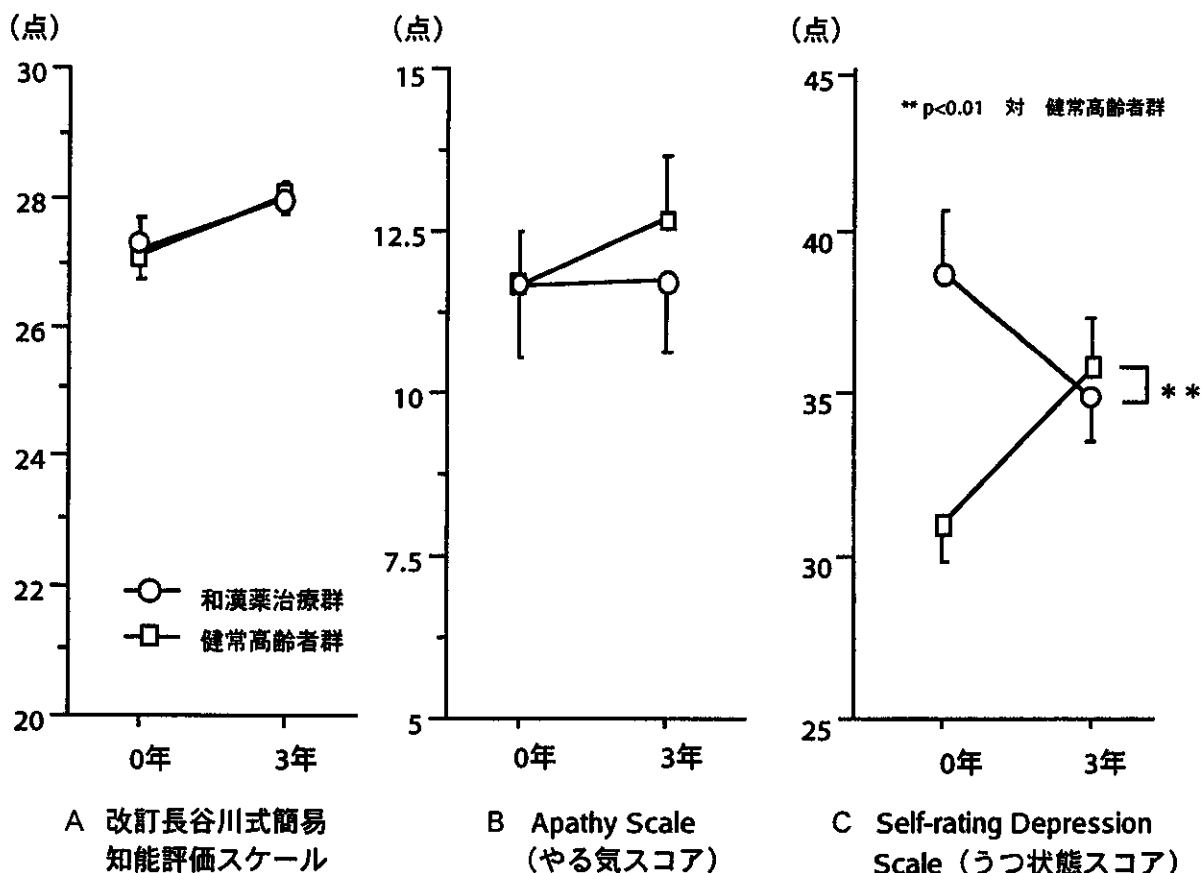 (点)
30
28
26
24
22
20
和漢薬治療群
健常高齢者群
0年 3年
A 改訂長谷川式簡易
知能評価スケール
(点)
15
12.5
10
7.5
5
0年 3年
B Apathy Scale
(やる気スコア)
(点)
45
40
35
30
25
** p<0.01 対 健常高齢者群
**
0年 3年
C Self-rating Depression
Scale (うつ状態スコア)